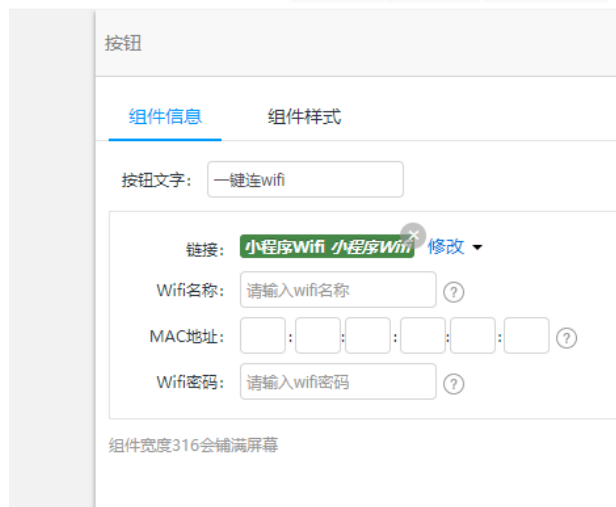 按钮
组件信息 组件样式
按钮文字： 一键连wifi
链接： 小程序Wifi 小程序Wifi 修改
Wifi名称： 请输入wifi名称 ?
MAC地址： : : : : : ?
Wifi密码： 请输入wifi密码 ?
组件宽度316会铺满屏幕